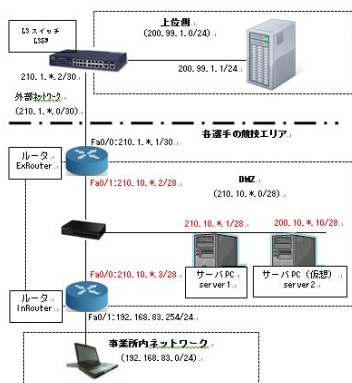 L3スイッチ
L3SW
上位側
(200.99.1.0/24)
210.1.*.2/30
200.99.1.1/24
外部ネットワーク
(210.1.*.0/30)
各選手の競技エリア
Fa0/0:210.1.*.1/30
ルータ
ExRouter
Fa0/1:210.10.*.2/28
DMZ
(210.10.*.0/28)
210.10.*.1/28
200.10.*.10/28
Fa0/0:210.10.*.3/28
サーバPC
server1
サーバPC(仮想)
server2
ルータ
InRouter
Fa0/1:192.168.83.254/24
事業所内ネットワーク
(192.168.83.0/24)